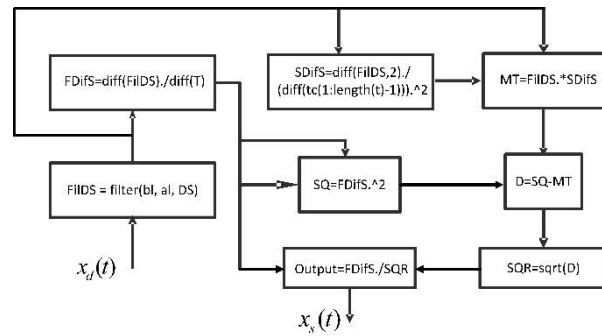 FDifS=diff{FilDS}./diff(T)
SDifS=diff(FilDS,2)./
(diff(tc(1:length(t)-1))).^2
MT=FilDS.*SDifS
FilDS = filter(bl, al, DS)
SQ=FDifS.^2
D=SQ-MT
x_d(t)
Output=FDifS./SQR
SQR=sqrt(D)
x_s(t)